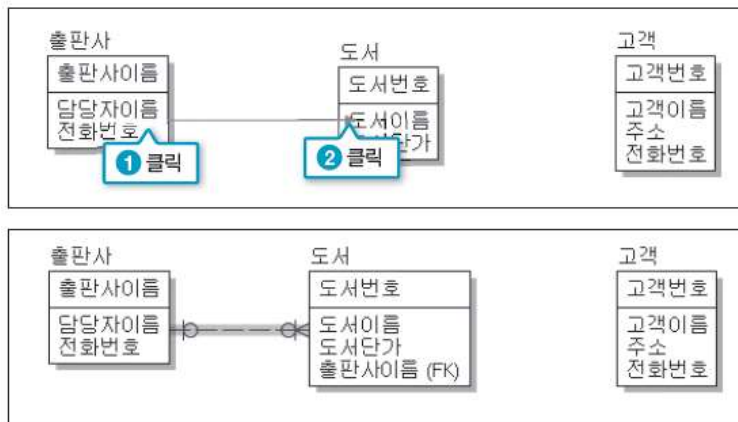 출판사
출판사이름
담당자이름
전화번호
1 클릭
도서
도서번호
도서이름
단가
2 클릭
고객
고객번호
고객이름
주소
전화번호
출판사
출판사이름
담당자이름
전화번호
도서
도서번호
도서이름
도서단가
출판사이름 (FK)
고객
고객번호
고객이름
주소
전화번호